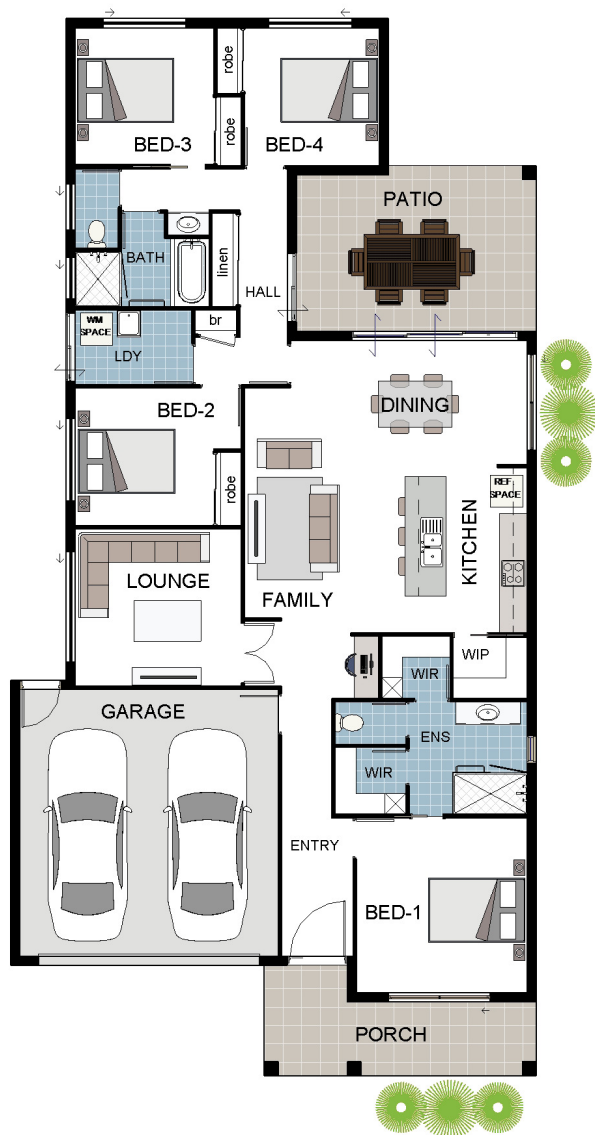 robe
BED-3
robe
BED-4
PATIO
BATH
linen
HALL
WM
SPACE
br
LDY
BED-2
DINING
robe
REF
SPACE
KITCHEN
LOUNGE
FAMILY
WIP
WIR
GARAGE
ENS
WIR
ENTRY
BED-1
PORCH